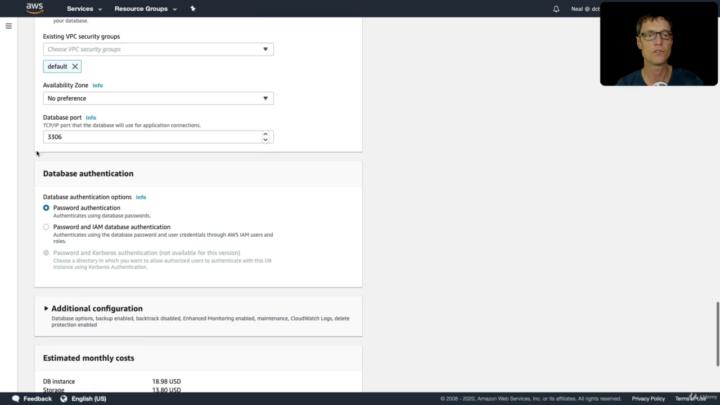 aws
Services
Resource Groups
Neal @ dct
your database.
Existing VPC security groups
Choose VPC security groups
default
Availability Zone Info
No preference
Database port Info
TCP/IP port that the database will use for application connections.
3306
Database authentication
Database authentication options Info
Password authentication
Authenticates using database passwords.
Password and IAM database authentication
Authenticates using the database password and user credentials through AWS IAM users and
roles.
Password and Kerberos authentication (not available for this version)
Choose a directory in which you want to allow authorized users to authenticate with this DB
instance using Kerberos Authentication.
Additional configuration
Database options, backup enabled, backtrack disabled, Enhanced Monitoring enabled, maintenance, CloudWatch Logs, delete
protection enabled
Estimated monthly costs
DB instance 18.98 USD
Storage 13.80 USD
Feedback
English (US)
© 2008 - 2020, Amazon Web Services, Inc. or its affiliates. All rights reserved.
Privacy Policy
Terms of Use